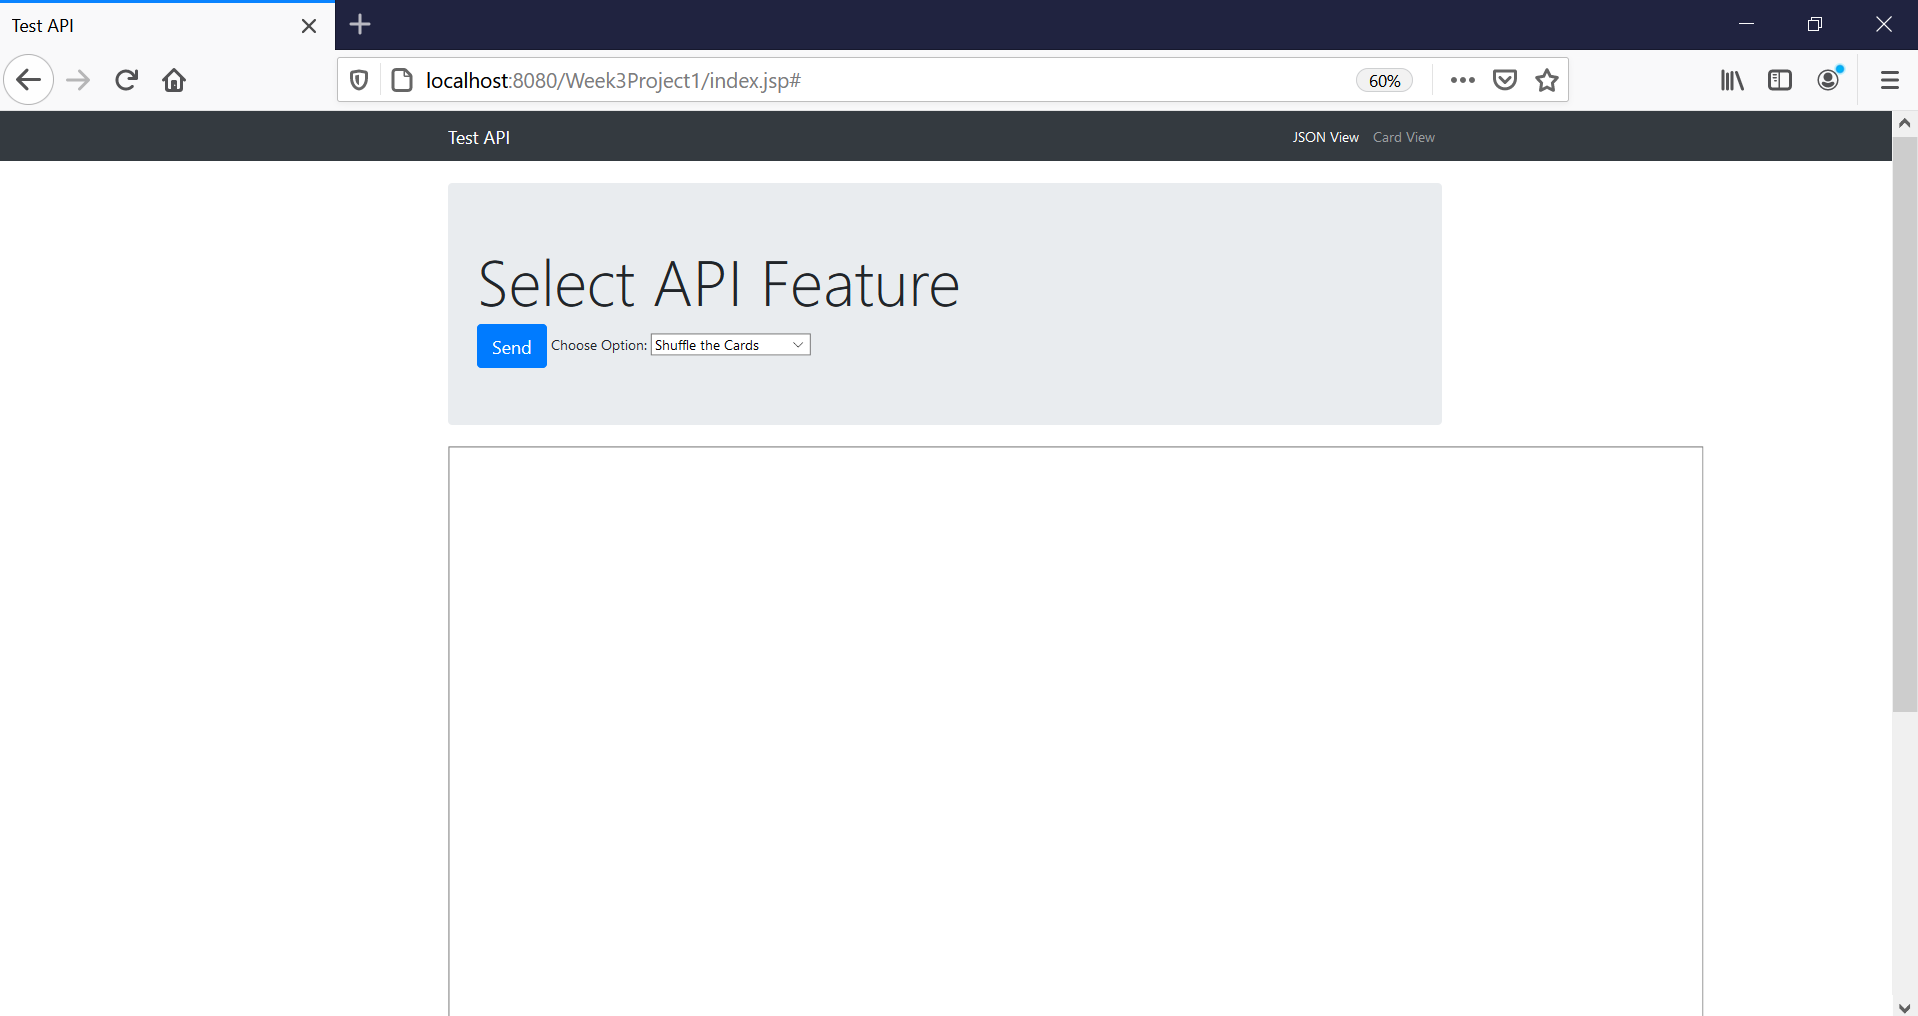 Test API
localhost:8080/Week3Project1/index.jsp#
60%
Test API
JSON View Card View
Select API Feature
Send Choose Option: Shuffle the Cards